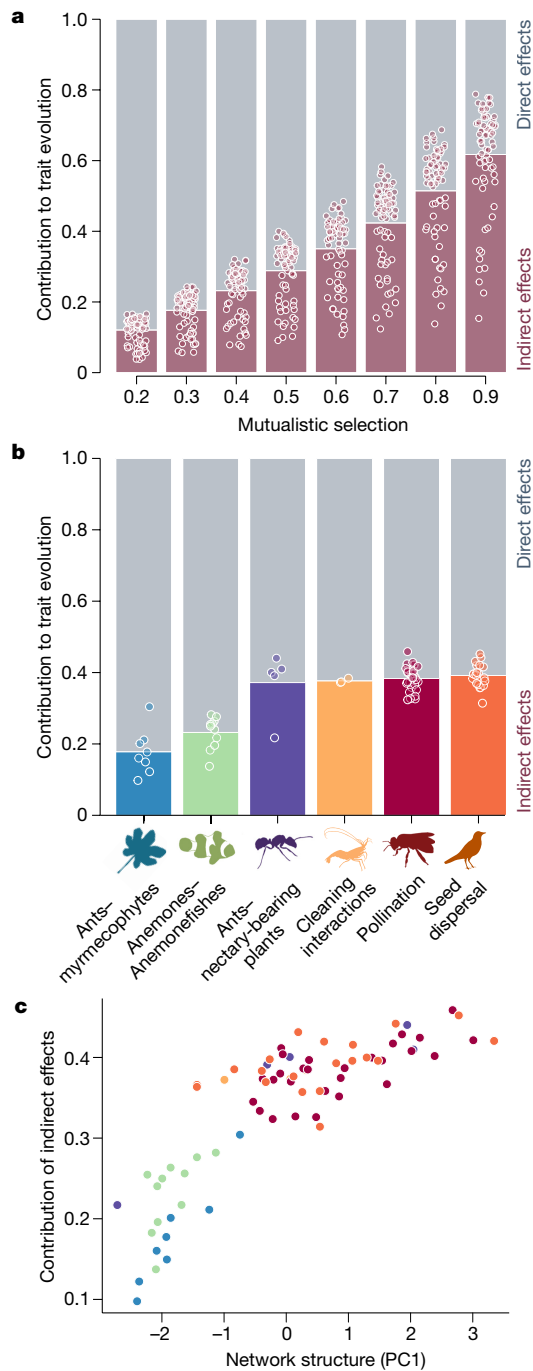 a
1.0
0.8
0.6
0.4
0.2
0
Contribution to trait evolution
Direct effects
Indirect effects
0.2 0.3 0.4 0.5 0.6 0.7 0.8 0.9
Mutualistic selection
b
1.0
0.8
0.6
0.4
0.2
0
Contribution to trait evolution
Direct effects
Indirect effects
Ants–
myrmecophytes
Anemones–
Anemonefishes
Ants–
nectary-bearing
plants
Cleaning
interactions
Pollination
Seed
dispersal
c
0.4
0.3
0.2
0.1
Contribution of indirect effects
−2 −1 0 1 2 3
Network structure (PC1)